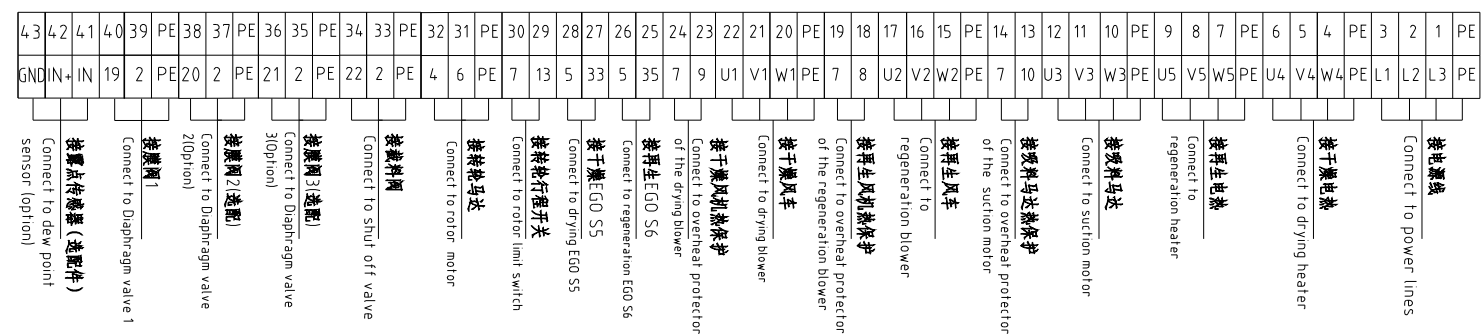 43 42 41 40 39 PE 38 37 PE 36 35 PE 34 33 PE 32 31 PE 30 29 28 27 26 25 24 23 22 21 20 PE 19 18 17 16 15 PE 14 13 12 11 10 PE 9 8 7 PE 6 5 4 PE 3 2 1 PE
GND IN+ IN 19 2 PE 20 2 PE 21 2 PE 22 2 PE 4 6 PE 7 13 5 33 5 35 7 9 U1 V1 W1 PE 7 8 U2 V2 W2 PE 7 10 U3 V3 W3 PE U5 V5 W5 PE U4 V4 W4 PE L1 L2 L3 PE
接露点传感器(选配件)
Connect to dew point
sensor (option)
接膜阀1
Connect to Diaphragm valve 1
接膜阀2(选配)
Connect to Diaphragm valve
2(Option)
接膜阀3(选配)
Connect to Diaphragm valve
3(Option)
接截料阀
Connect to shut off valve
接转轮马达
Connect to rotor motor
接转轮行程开关
Connect to rotor limit switch
接干燥EGO S5
Connect to drying EGO S5
接再生EGO S6
Connect to regeneration EGO S6
接干燥风机热保护
Connect to overheat protector
of the drying blower
接干燥风车
Connect to drying blower
接再生风机热保护
Connect to overheat protector
of the regeneration blower
接再生风车
Connect to
regeneration blower
接吸料马达热保护
Connect to overheat protector
of the suction motor
接吸料马达
Connect to suction motor
接再生电热
Connect to
regeneration heater
接干燥电热
Connect to drying heater
接电源线
Connect to power lines